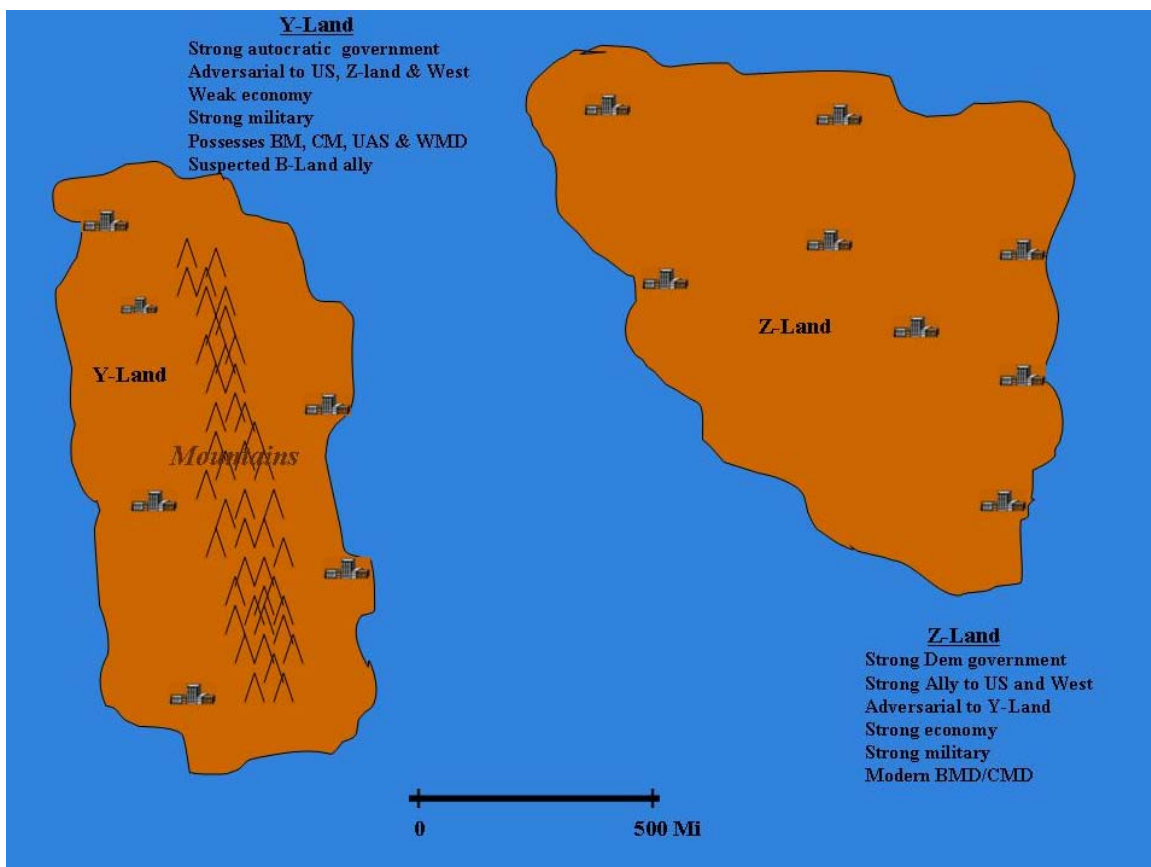 Y-Land
Strong autocratic government
Adversarial to US, Z-land & West
Weak economy
Strong military
Possesses BM, CM, UAS & WMD
Suspected B-Land ally
Z-Land
Y-Land
Mountains
Z-Land
Strong Dem government
Strong Ally to US and West
Adversarial to Y-Land
Strong economy
Strong military
Modern BMD/CMD
0 500 Mi